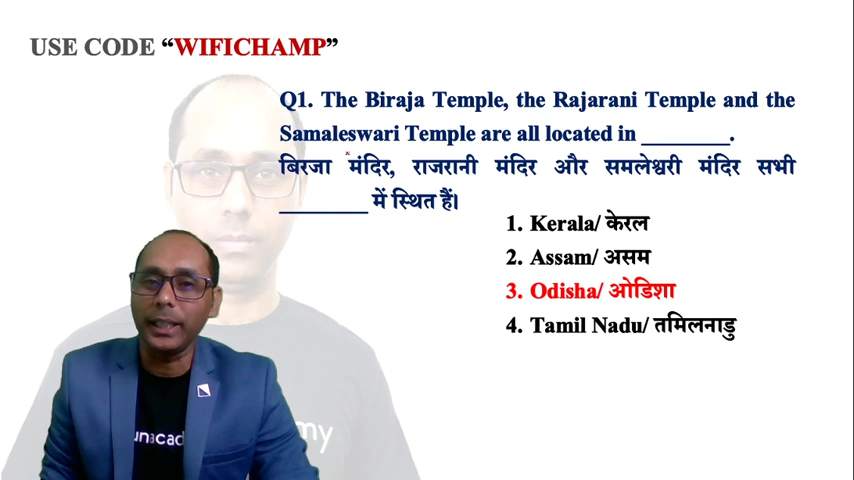 USE CODE “WIFICHAMP”
Q1. The Biraja Temple, the Rajarani Temple and the
Samaleswari Temple are all located in ________.
बिरजा मंदिर, राजरानी मंदिर और समलेश्वरी मंदिर सभी
________ में स्थित हैं।
1. Kerala/ केरल
2. Assam/ असम
3. Odisha/ ओडिशा
4. Tamil Nadu/ तमिलनाडु
unacad
my